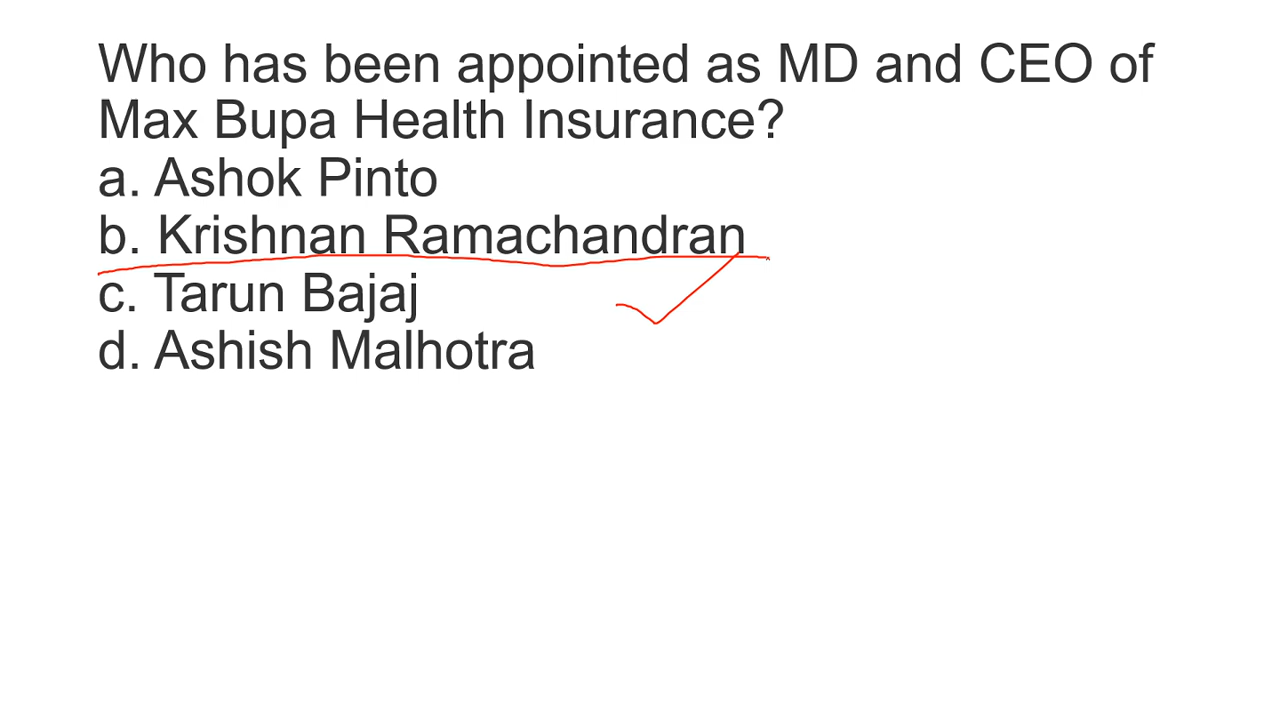 Who has been appointed as MD and CEO of
Max Bupa Health Insurance?
a. Ashok Pinto
b. Krishnan Ramachandran
c. Tarun Bajaj
d. Ashish Malhotra